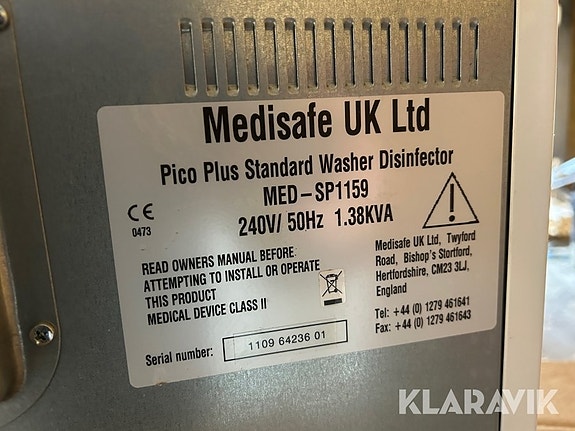 Medisafe UK Ltd
Pico Plus Standard Washer Disinfector
MED-SP1159
240V/ 50Hz 1.38KVA
CE
0473
READ OWNERS MANUAL BEFORE
ATTEMPTING TO INSTALL OR OPERATE
THIS PRODUCT
MEDICAL DEVICE CLASS II
Medisafe UK Ltd, Twyford
Road, Bishop's Stortford,
Hertfordshire, CM23 3LJ,
England
Tel: +44 (0) 1279 461641
Fax: +44 (0) 1279 461643
Serial number: 1109 64236 01
KLARAVIK